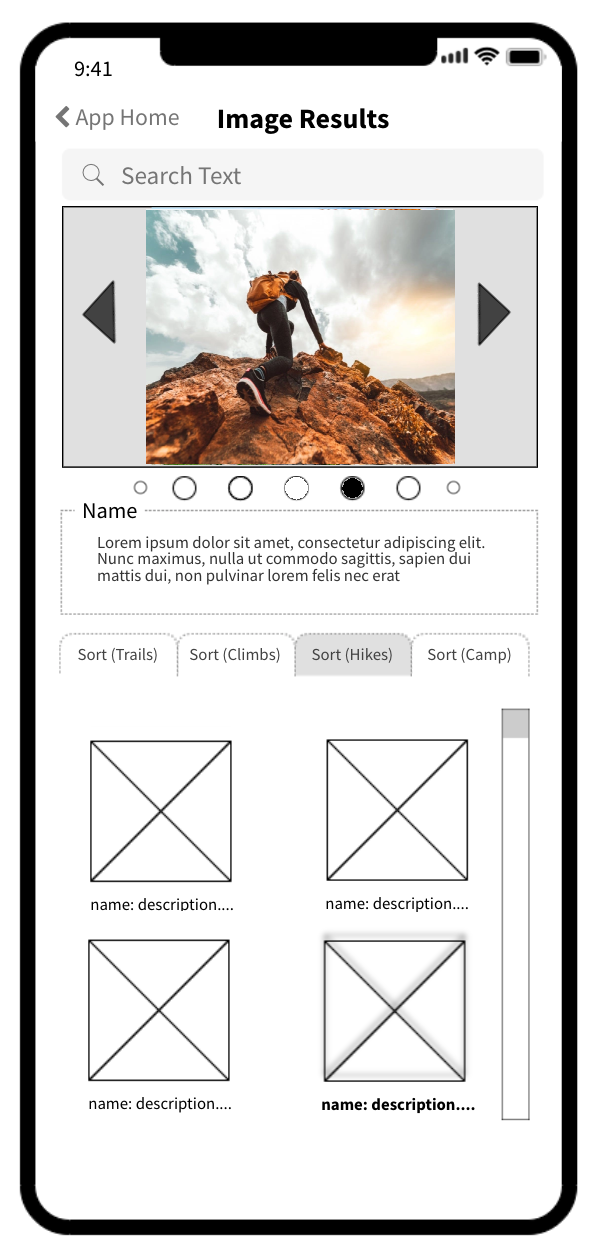 9:41
App Home
Image Results
Search Text
Name
Lorem ipsum dolor sit amet, consectetur adipiscing elit.
Nunc maximus, nulla ut commodo sagittis, sapien dui
mattis dui, non pulvinar lorem felis nec erat
Sort (Trails) Sort (Climbs) Sort (Hikes) Sort (Camp)
name: description.... name: description....
name: description.... name: description....